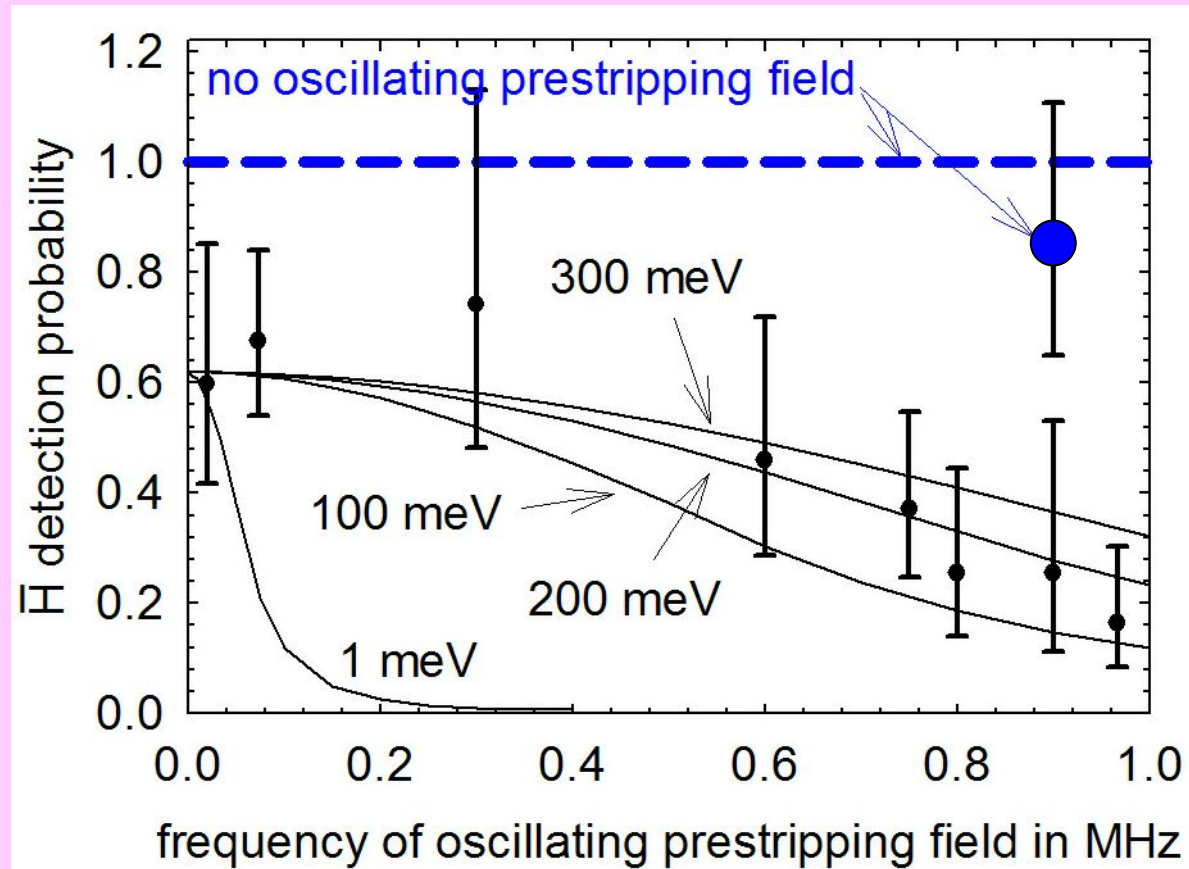 1.2
no oscillating prestripping field
1.0
0.8
300 meV
0.6
0.4
100 meV
200 meV
0.2
1 meV
0.0
H̅ detection probability
0.0 0.2 0.4 0.6 0.8 1.0
frequency of oscillating prestripping field in MHz